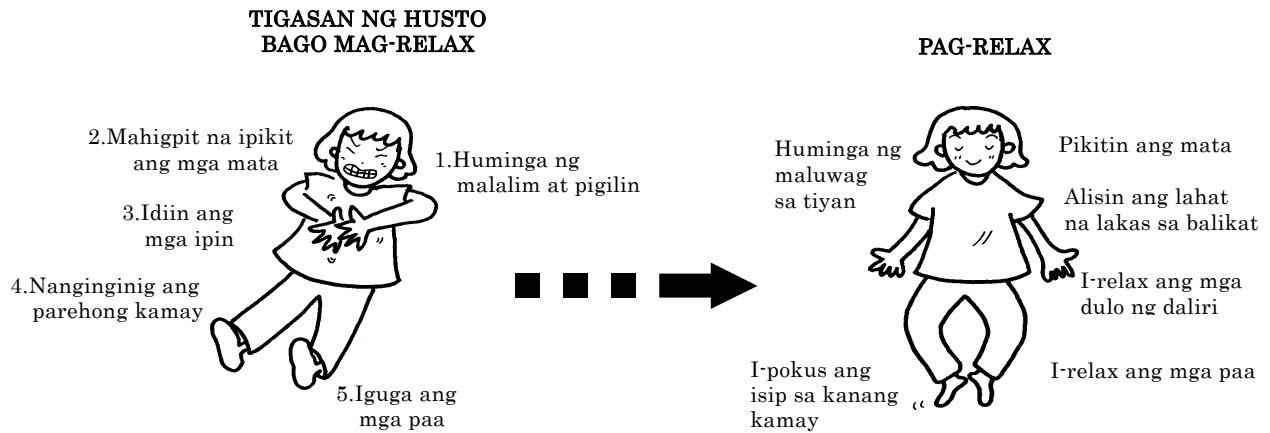 TIGASAN NG HUSTO
BAGO MAG-RELAX
2.Mahigpit na ipikit
ang mga mata
1.Huminga ng
malalim at pigilin
3.Idiin ang
mga ipin
4.Nanginginig ang
parehong kamay
5.Iguga ang
mga paa
PAG-RELAX
Huminga ng
maluwag
sa tiyan
Pikitin ang mata
Alisin ang lahat
na lakas sa balikat
I-relax ang mga
dulo ng daliri
I-pokus ang
isip sa kanang
kamay
I-relax ang mga paa